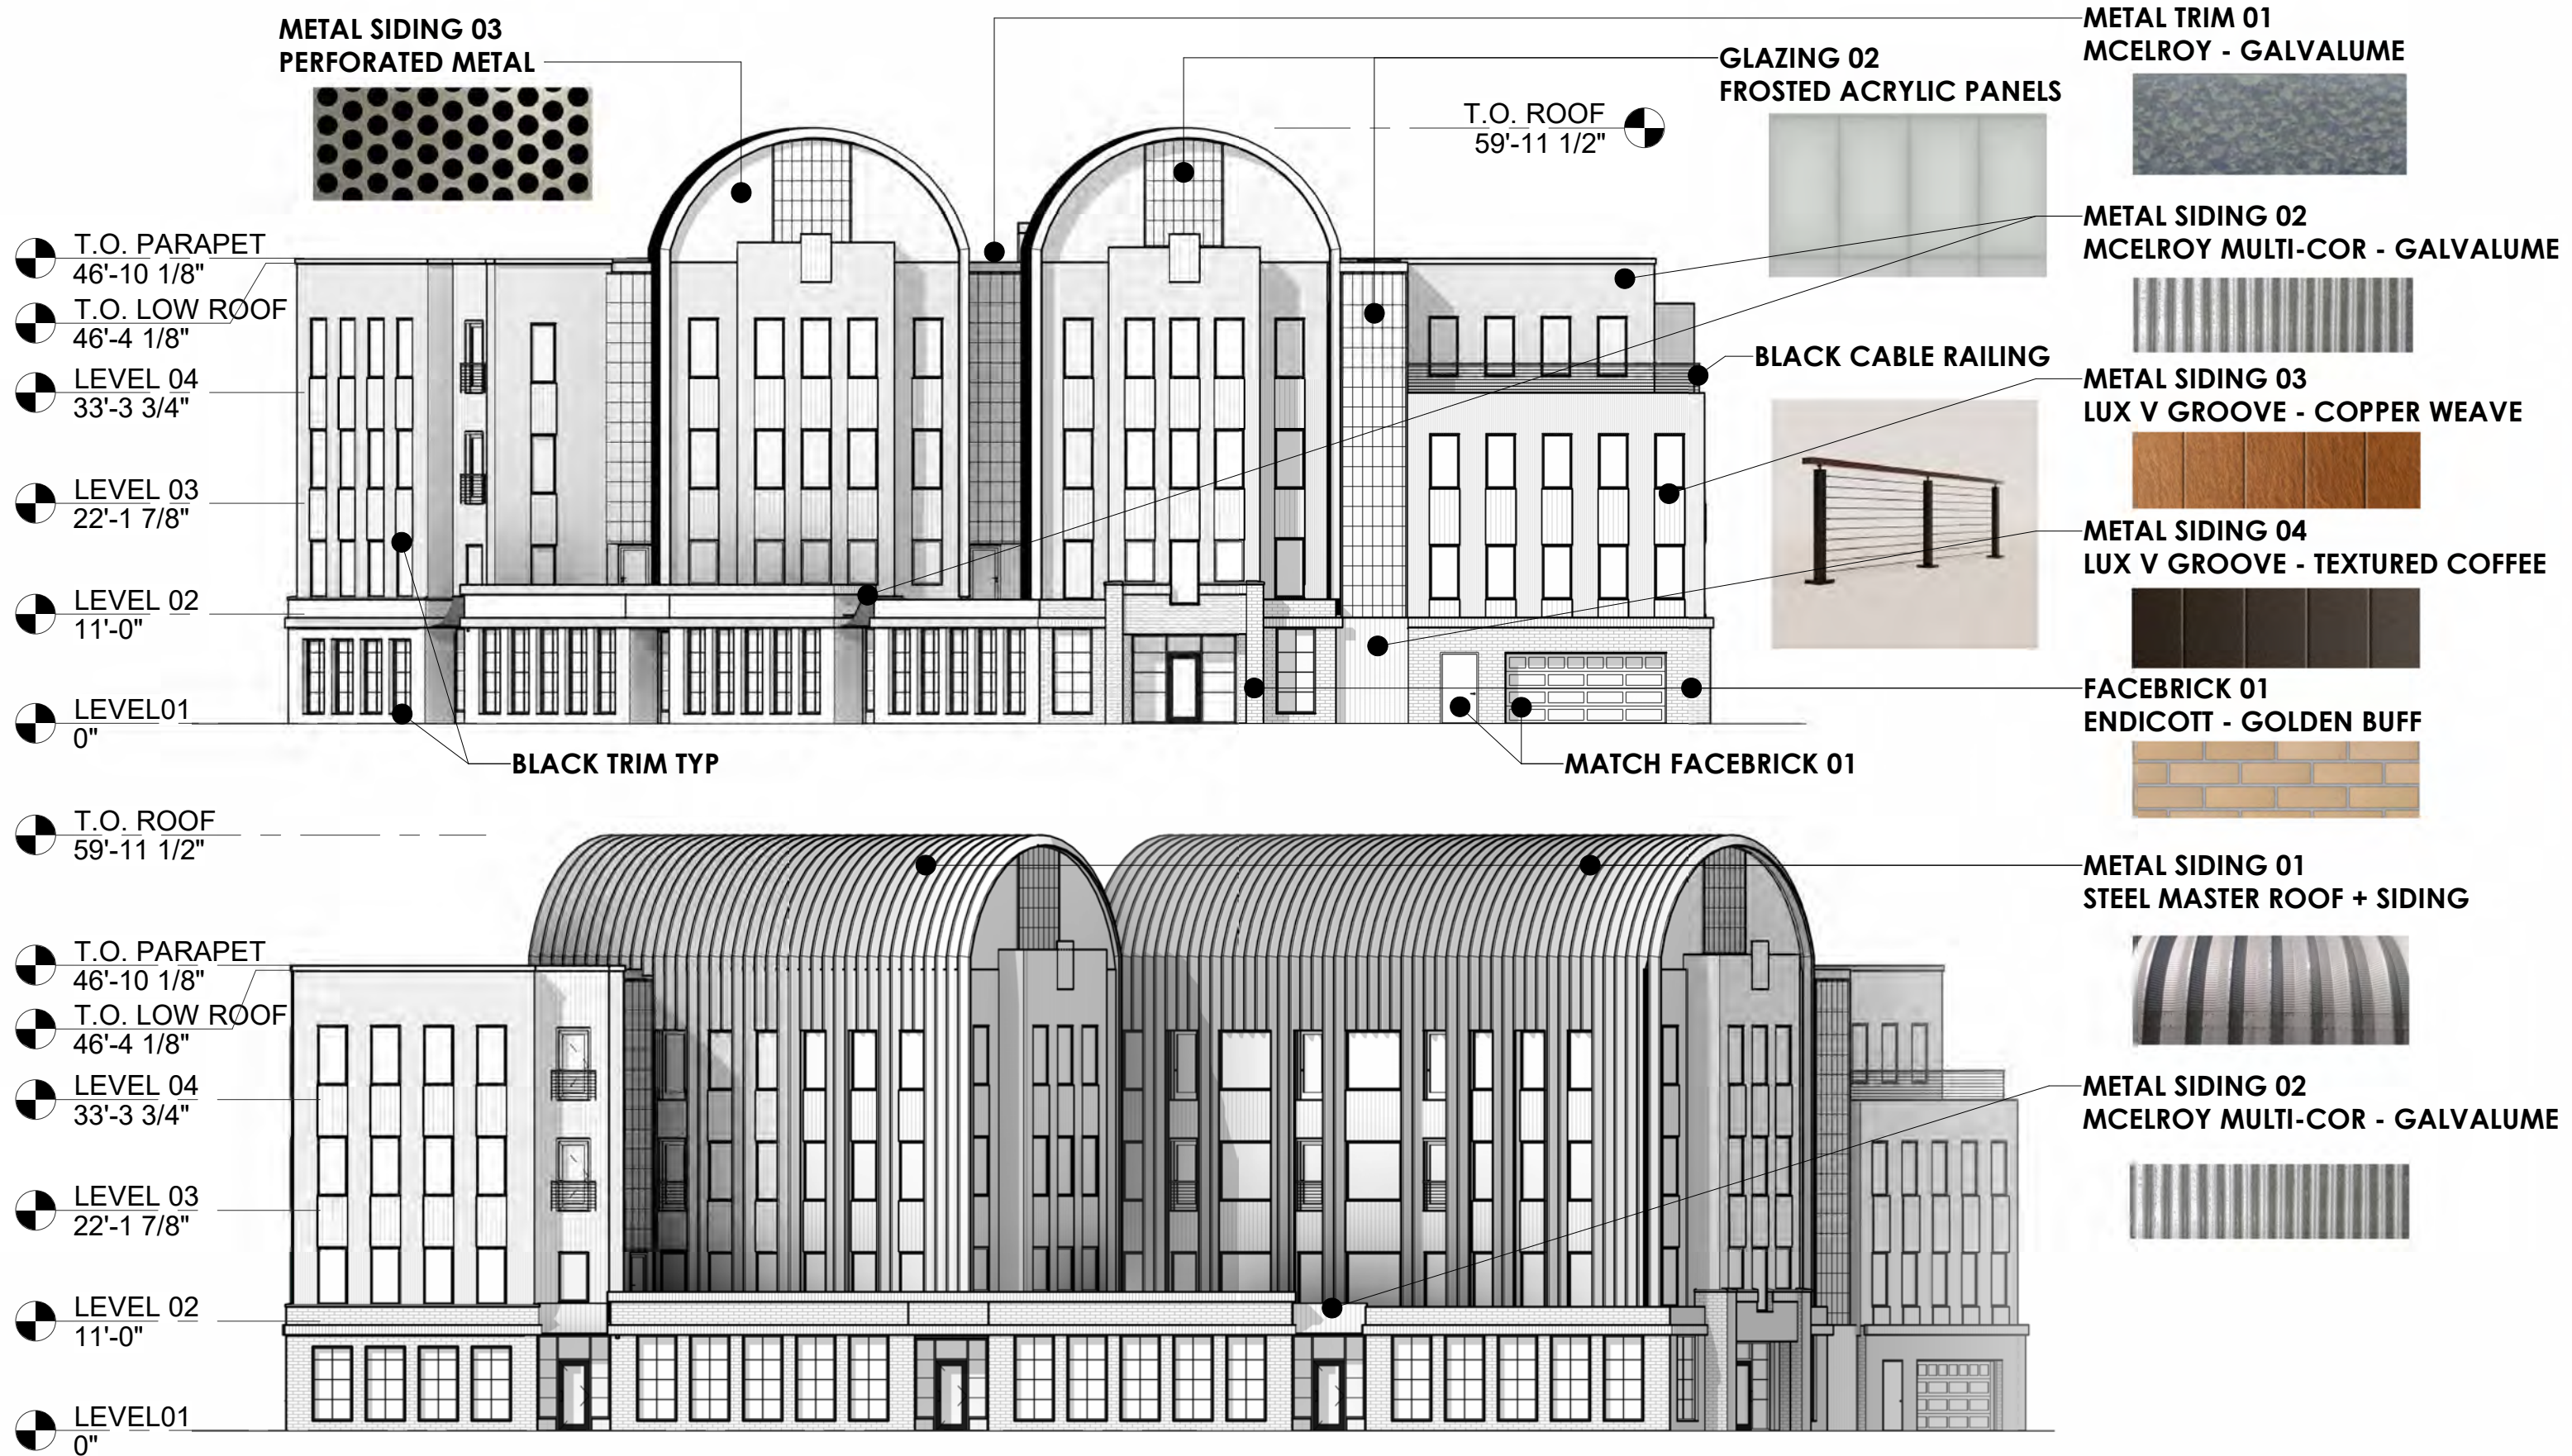 METAL SIDING 03
PERFORATED METAL
METAL TRIM 01
MCELROY - GALVALUME
GLAZING 02
FROSTED ACRYLIC PANELS
T.O. ROOF
59'-11 1/2"
METAL SIDING 02
MCELROY MULTI-COR - GALVALUME
T.O. PARAPET
46'-10 1/8"
T.O. LOW ROOF
46'-4 1/8"
LEVEL 04
33'-3 3/4"
LEVEL 03
22'-1 7/8"
LEVEL 02
11'-0"
LEVEL01
0"
BLACK CABLE RAILING
METAL SIDING 03
LUX V GROOVE - COPPER WEAVE
METAL SIDING 04
LUX V GROOVE - TEXTURED COFFEE
FACEBRICK 01
ENDICOTT - GOLDEN BUFF
BLACK TRIM TYP
MATCH FACEBRICK 01
T.O. ROOF
59'-11 1/2"
T.O. PARAPET
46'-10 1/8"
T.O. LOW ROOF
46'-4 1/8"
LEVEL 04
33'-3 3/4"
LEVEL 03
22'-1 7/8"
LEVEL 02
11'-0"
LEVEL01
0"
METAL SIDING 01
STEEL MASTER ROOF + SIDING
METAL SIDING 02
MCELROY MULTI-COR - GALVALUME